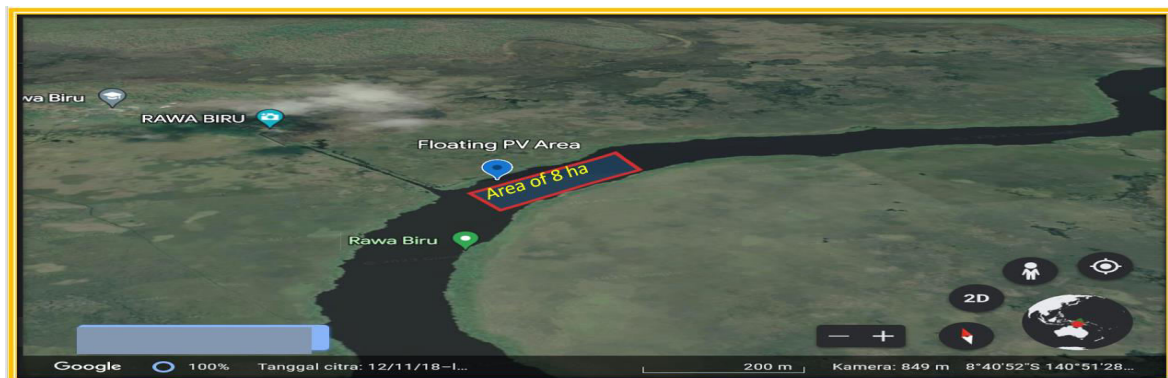 wa Biru
RAWA BIRU
Floating PV Area
Area of 8 ha
Rawa Biru
2D
Google 100% Tanggal citra: 12/11/18–l... 200 m Kamera: 849 m 8°40'52"S 140°51'28...